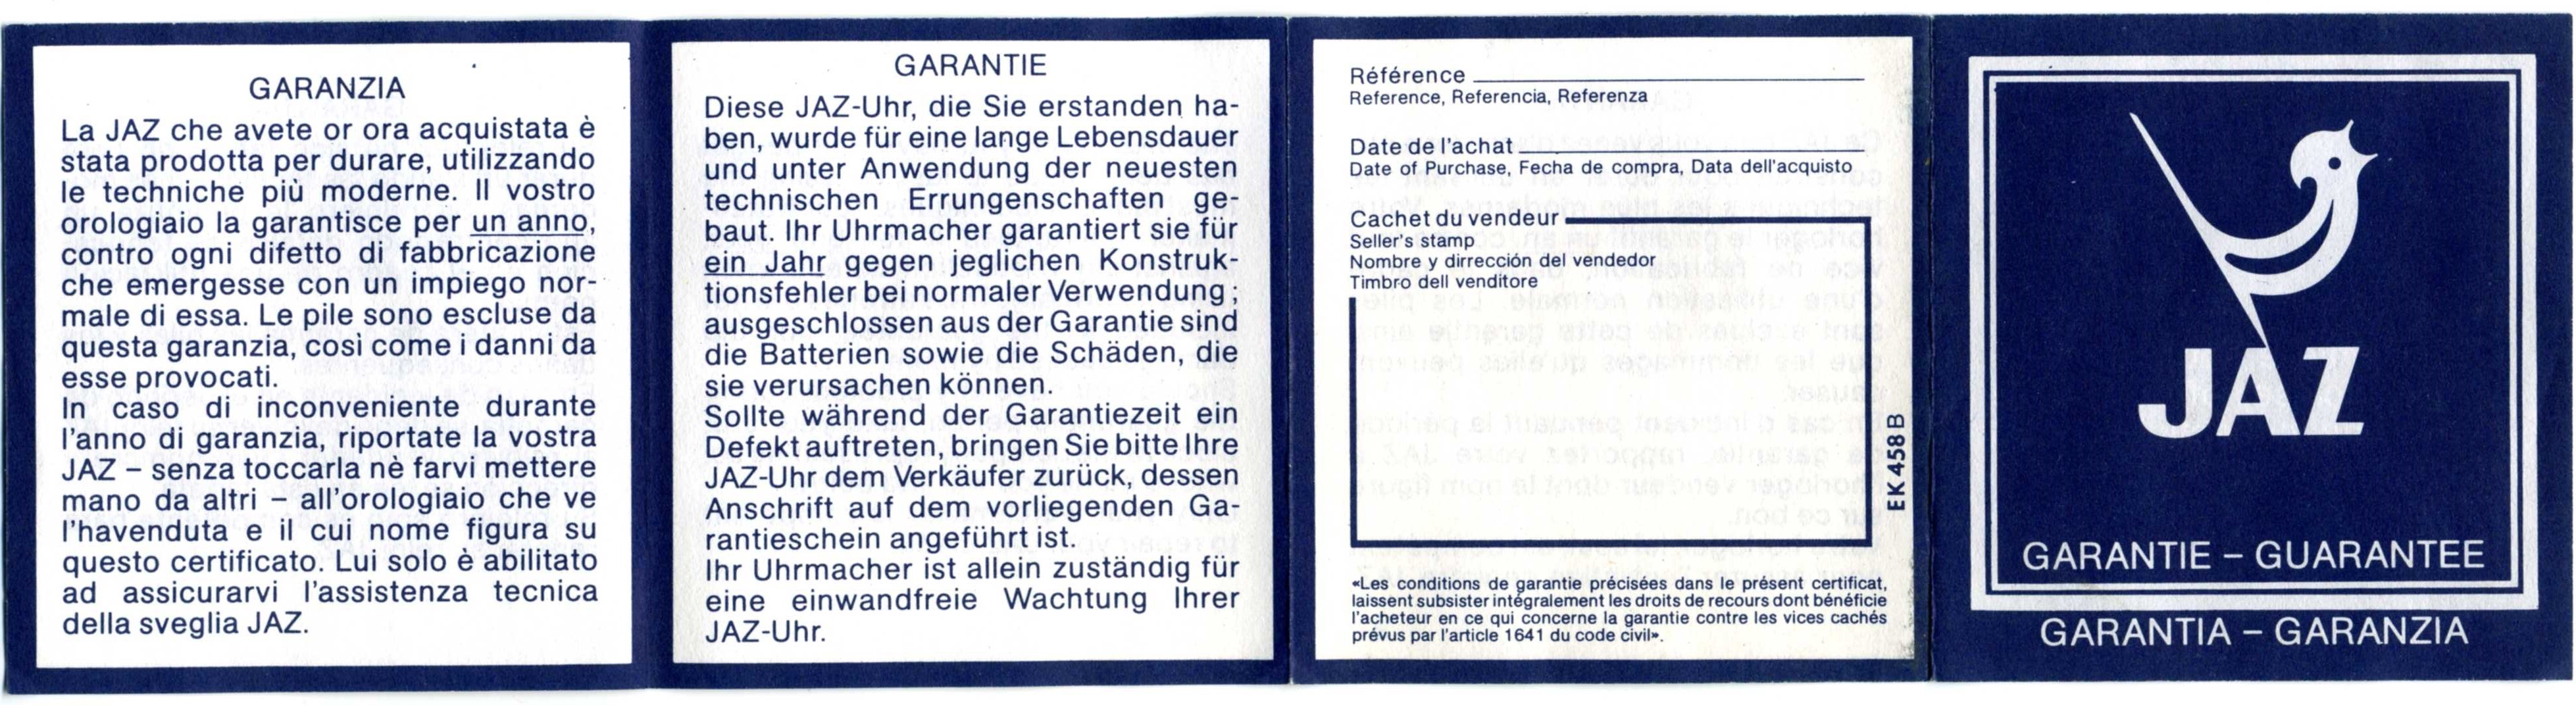 GARANZIA
La JAZ che avete or ora acquistata è
stata prodotta per durare, utilizzando
le techniche più moderne. Il vostro
orologiaio la garantisce per un anno,
contro ogni difetto di fabbricazione
che emergesse con un impiego nor-
male di essa. Le pile sono escluse da
questa garanzia, così come i danni da
esse provocati.
In caso di inconveniente durante
l'anno di garanzia, riportate la vostra
JAZ – senza toccarla nè farvi mettere
mano da altri – all'orologiaio che ve
l'havenduta e il cui nome figura su
questo certificato. Lui solo è abilitato
ad assicurarvi l'assistenza tecnica
della sveglia JAZ.
GARANTIE
Diese JAZ-Uhr, die Sie erstanden ha-
ben, wurde für eine lange Lebensdauer
und unter Anwendung der neuesten
technischen Errungenschaften ge-
baut. Ihr Uhrmacher garantiert sie für
ein Jahr gegen jeglichen Konstruk-
tionsfehler bei normaler Verwendung.
ausgeschlossen aus der Garantie sind
die Batterien sowie die Schäden, die
sie verursachen können.
Sollte während der Garantiezeit ein
Defekt auftreten, bringen Sie bitte Ihre
JAZ-Uhr dem Verkäufer zurück, dessen
Anschrift auf dem vorliegenden Ga-
rantieschein angeführt ist.
Ihr Uhrmacher ist allein zuständig für
eine einwandfreie Wachtung Ihrer
JAZ-Uhr.
Référence
Reference, Referencia, Referenza
Date de l'achat
Date of Purchase, Fecha de compra, Data dell'acquisto
Cachet du vendeur
Seller's stamp
Nombre y dirrección del vendedor
Timbro dell venditore
«Les conditions de garantie précisées dans le présent certificat,
laissent subsister intégralement les droits de recours dont bénéficie
l'acheteur en ce qui concerne la garantie contre les vices cachés
prévus par l'article 1641 du code civil».
EK 458 B
JAZ
GARANTIE – GUARANTEE
GARANTIA – GARANZIA